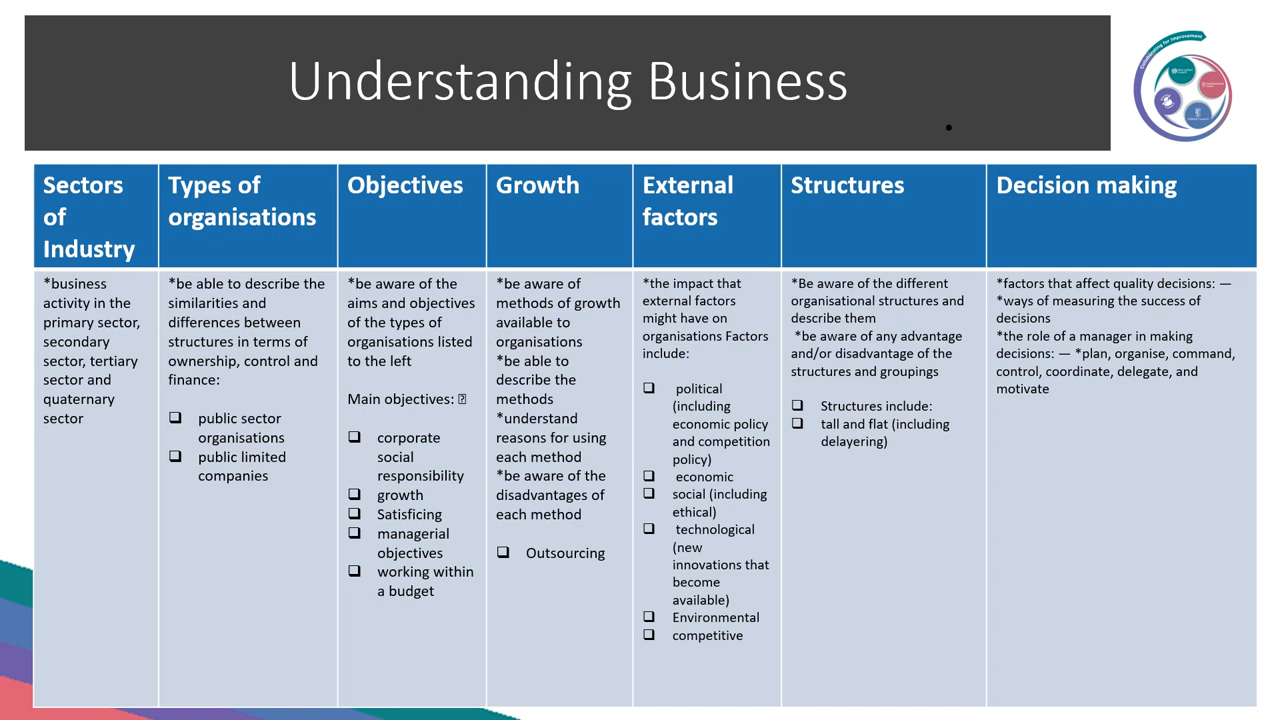 Understanding Business
Collaborating for Improvement
Sectors
of
Industry
Types of
organisations
Objectives
Growth
External
factors
Structures
Decision making
*business
activity in the
primary sector,
secondary
sector, tertiary
sector and
quaternary
sector
*be able to describe the
similarities and
differences between
structures in terms of
ownership, control and
finance:
❑ public sector
organisations
❑ public limited
companies
*be aware of the
aims and objectives
of the types of
organisations listed
to the left
Main objectives: 
❑ corporate
social
responsibility
❑ growth
❑ Satisficing
❑ managerial
objectives
❑ working within
a budget
*be aware of
methods of growth
available to
organisations
*be able to
describe the
methods
*understand
reasons for using
each method
*be aware of the
disadvantages of
each method
❑ Outsourcing
*the impact that
external factors
might have on
organisations Factors
include:
❑ political
(including
economic policy
and competition
policy)
❑ economic
❑ social (including
ethical)
❑ technological
(new
innovations that
become
available)
❑ Environmental
❑ competitive
*Be aware of the different
organisational structures and
describe them
*be aware of any advantage
and/or disadvantage of the
structures and groupings
❑ Structures include:
❑ tall and flat (including
delayering)
*factors that affect quality decisions: —
*ways of measuring the success of
decisions
*the role of a manager in making
decisions: — *plan, organise, command,
control, coordinate, delegate, and
motivate